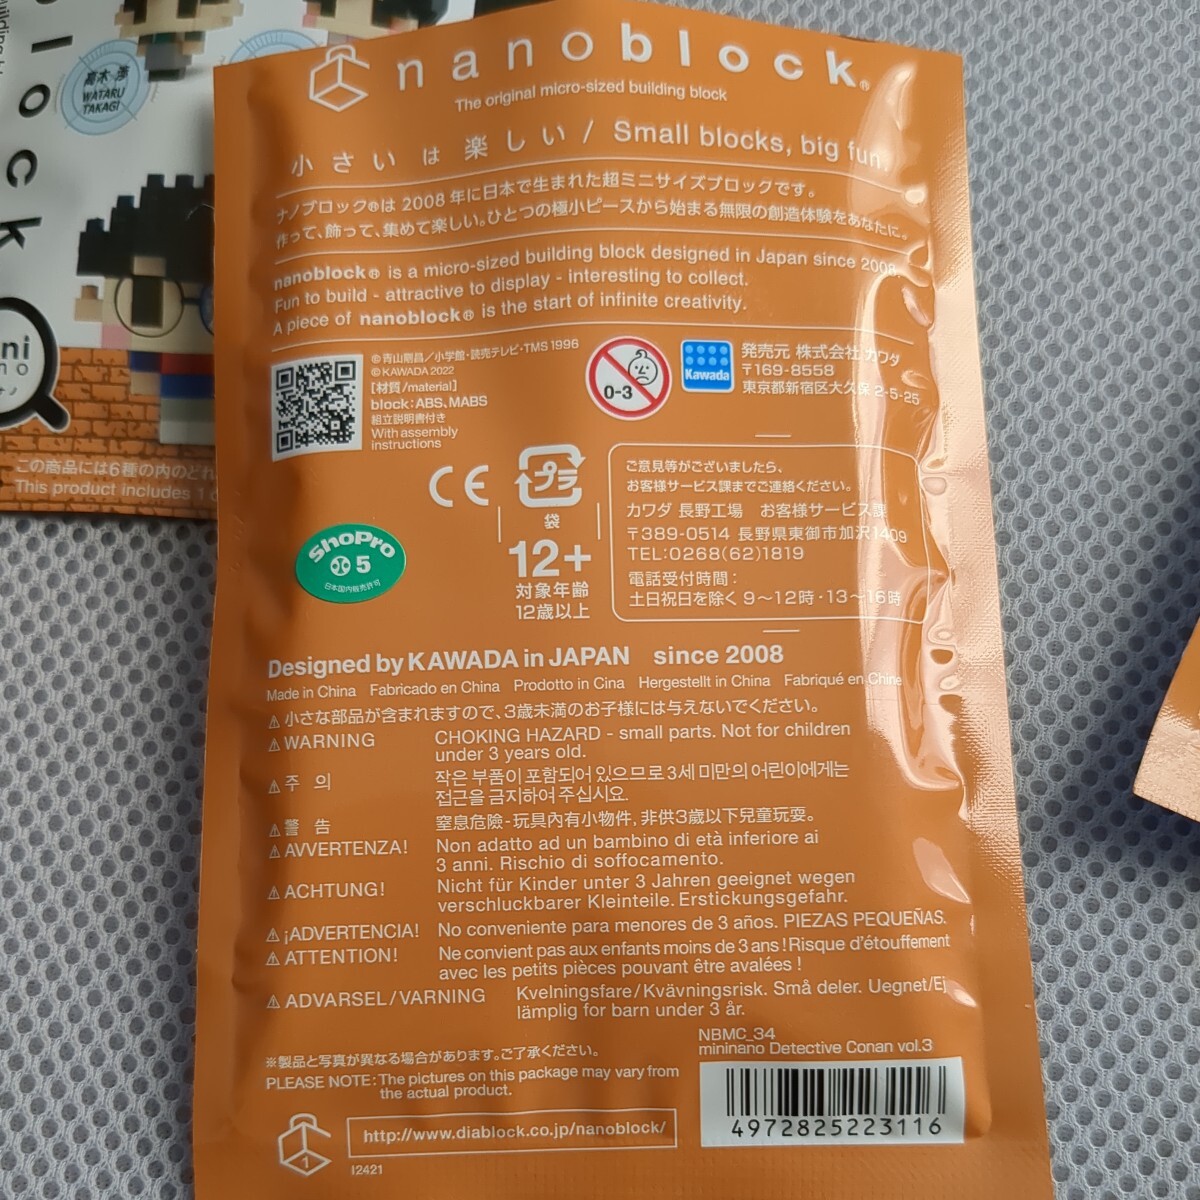 nanoblock®
The original micro-sized building block
小さいは楽しい / Small blocks, big fun.
ナノブロック®は 2008 年に日本で生まれた超ミニサイズブロックです。
作って、飾って、集めて楽しい。ひとつの極小ピースから始まる無限の創造体験をあなたに。
nanoblock® is a micro-sized building block designed in Japan since 2008.
Fun to build - attractive to display - interesting to collect.
A piece of nanoblock® is the start of infinite creativity.
© 青山剛昌/小学館・読売テレビ・TMS 1996
© KAWADA 2022
[材質/material]
block：ABS、MABS
組立説明書付き
With assembly
instructions
0-3
Kawada
発売元 株式会社 カワダ
〒169-8558
東京都新宿区大久保 2-5-25
CE
プラ
袋
12+
対象年齢
12歳以上
ShoPro
5
日本国内販売許可
ご意見等がございましたら、
お客様サービス課までご連絡ください。
カワダ 長野工場　お客様サービス課
〒389-0514 長野県東御市加沢1409
TEL:0268(62)1819
電話受付時間：
土日祝日を除く 9〜12時・13〜16時
Designed by KAWADA in JAPAN since 2008
Made in China Fabricado en China Prodotto in Cina Hergestellt in China Fabriqué en Chine
⚠ 小さな部品が含まれますので、3歳未満のお子様には与えないでください。
⚠ WARNING CHOKING HAZARD - small parts. Not for children
under 3 years old.
⚠ 주 의 작은 부품이 포함되어 있으므로 3세 미만의 어린이에게는
접근을 금지하여 주십시요.
⚠ 警 告 窒息危險-玩具內有小物件，非供3歲以下兒童玩耍。
⚠ AVVERTENZA! Non adatto ad un bambino di età inferiore ai
3 anni. Rischio di soffocamento.
⚠ ACHTUNG! Nicht für Kinder unter 3 Jahren geeignet wegen
verschluckbarer Kleinteile. Erstickungsgefahr.
⚠ ¡ADVERTENCIA! No conveniente para menores de 3 años. PIEZAS PEQUEÑAS.
⚠ ATTENTION! Ne convient pas aux enfants moins de 3 ans ! Risque d'étouffement
avec les petits pièces pouvant être avalées !
⚠ ADVARSEL/VARNING Kvelningsfare/Kvävningsrisk. Små deler. Uegnet/Ej
lämplig for barn under 3 år.
NBMC_34
mininano Detective Conan vol.3
※製品と写真が異なる場合があります。ご了承ください。
PLEASE NOTE: The pictures on this package may vary from
the actual product.
http://www.diablock.co.jp/nanoblock/
1
I2421
4972825223116
lock
高木 渉
WATARU
TAKAGI
ni
no
この商品には6種の内のどれ
This product includes 1